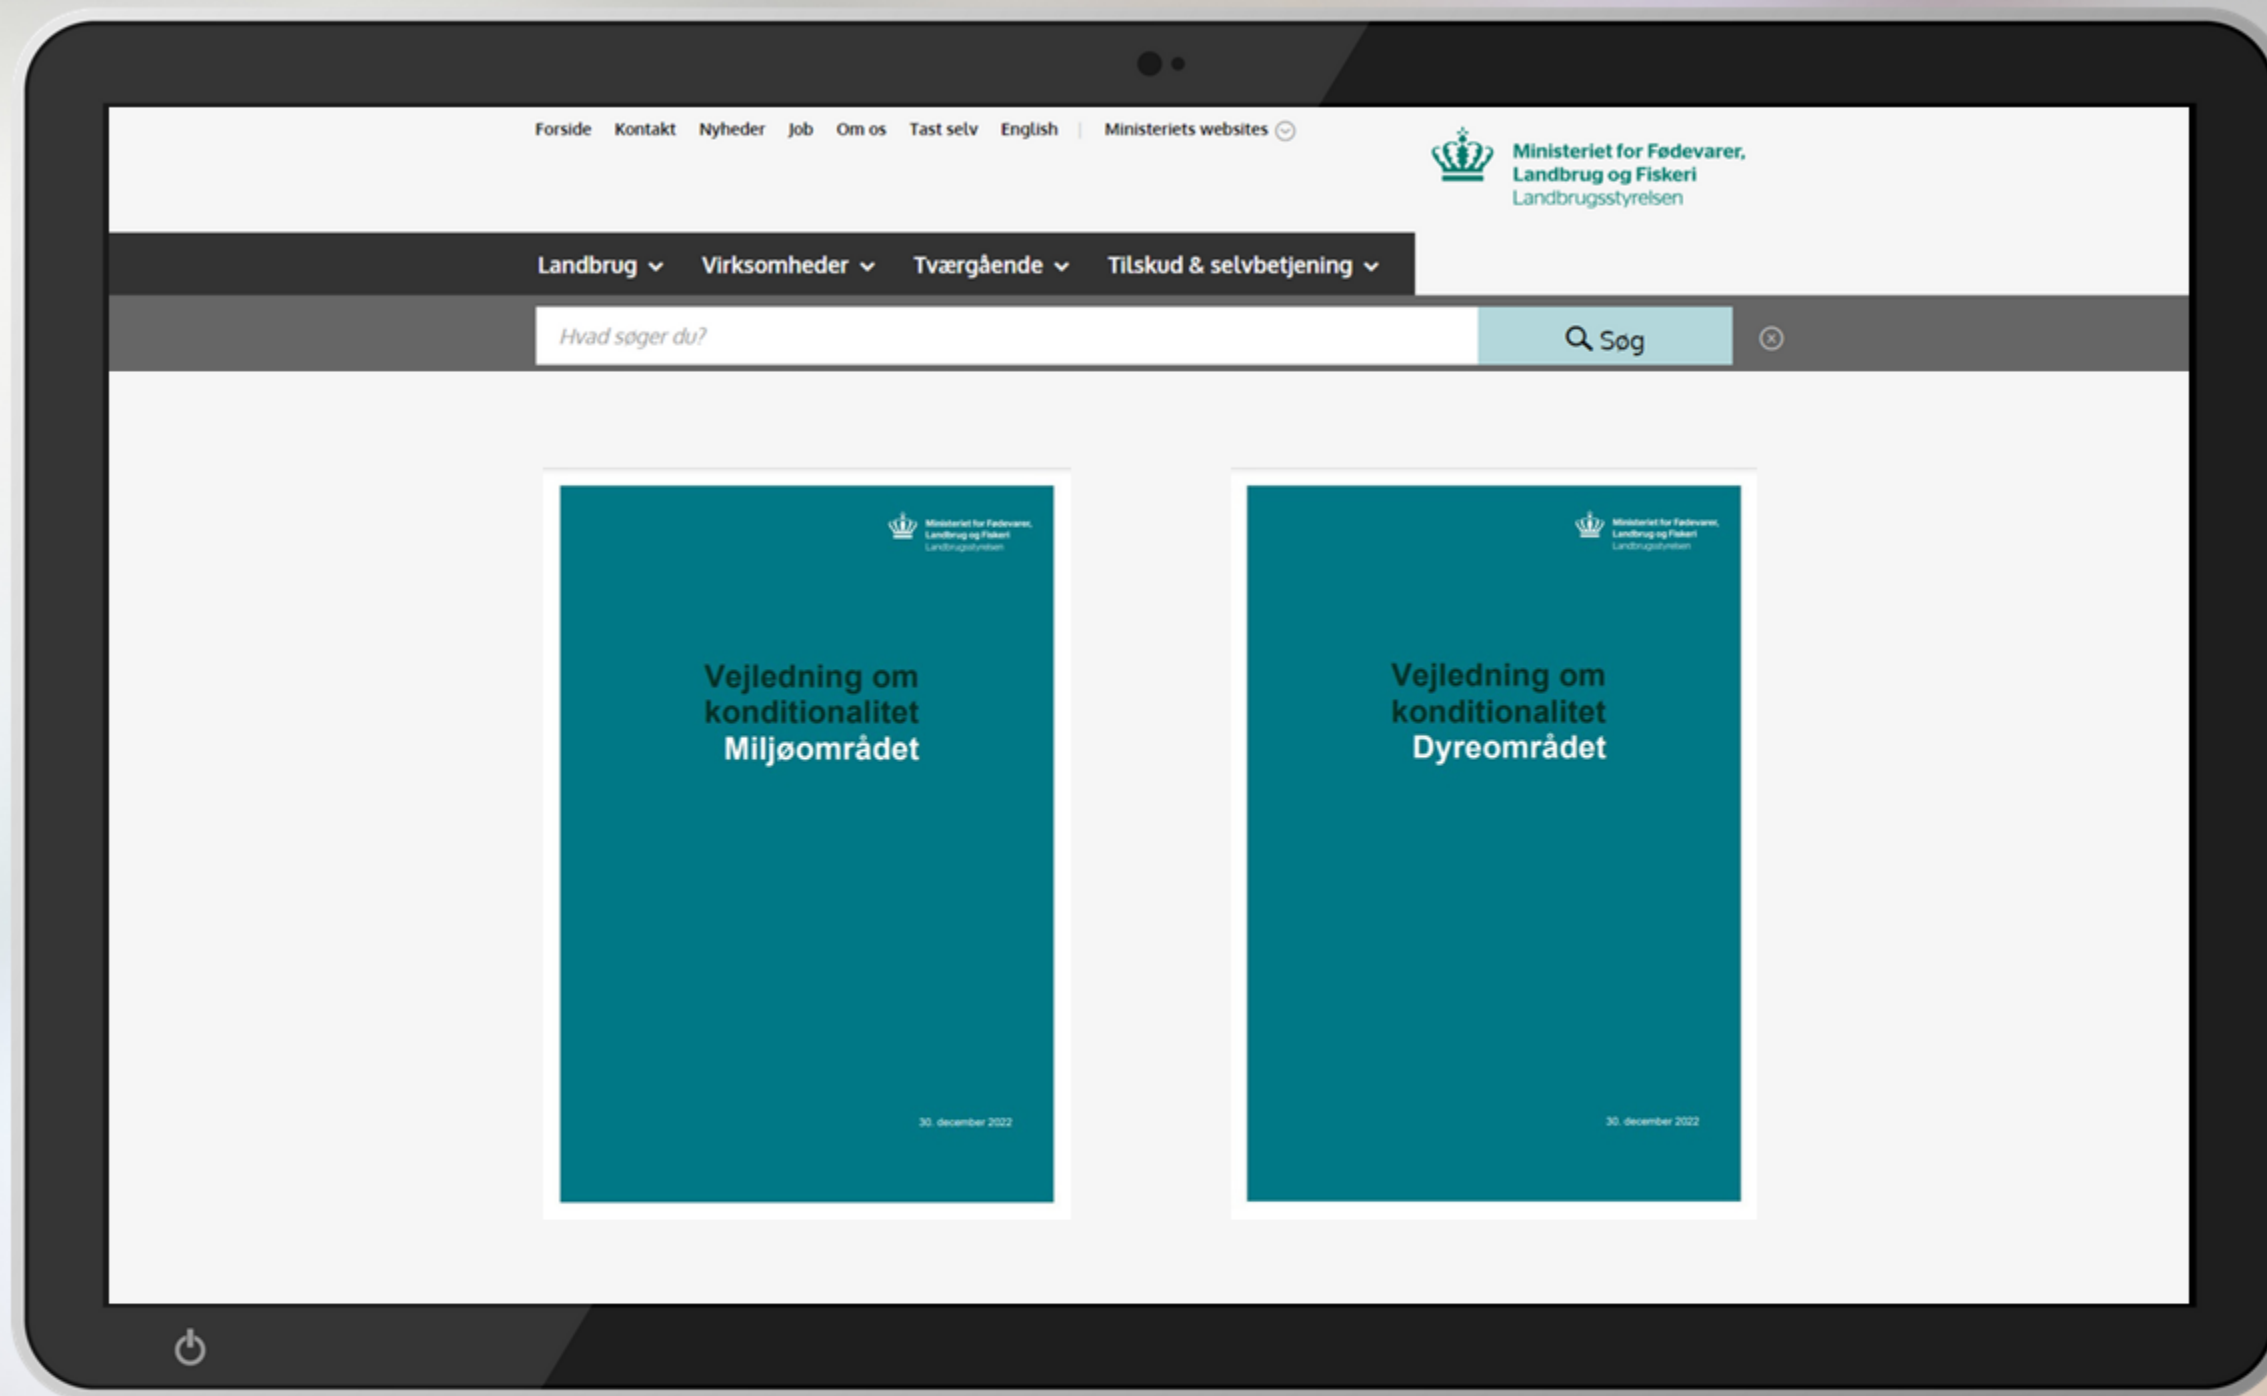 Forside Kontakt Nyheder Job Om os Tast selv English Ministeriets websites
Ministeriet for Fødevarer,
Landbrug og Fiskeri
Landbrugsstyrelsen
Landbrug Virksomheder Tværgående Tilskud & selvbetjening
Hvad søger du?
Søg
Ministeriet for Fødevarer,
Landbrug og Fiskeri
Landbrugsstyrelsen
Vejledning om
konditionalitet
Miljøområdet
30. december 2022
Ministeriet for Fødevarer,
Landbrug og Fiskeri
Landbrugsstyrelsen
Vejledning om
konditionalitet
Dyreområdet
30. december 2022